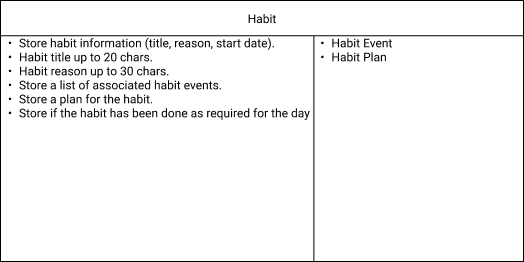 Habit
• Store habit information (title, reason, start date).
• Habit title up to 20 chars.
• Habit reason up to 30 chars.
• Store a list of associated habit events.
• Store a plan for the habit.
• Store if the habit has been done as required for the day
• Habit Event
• Habit Plan